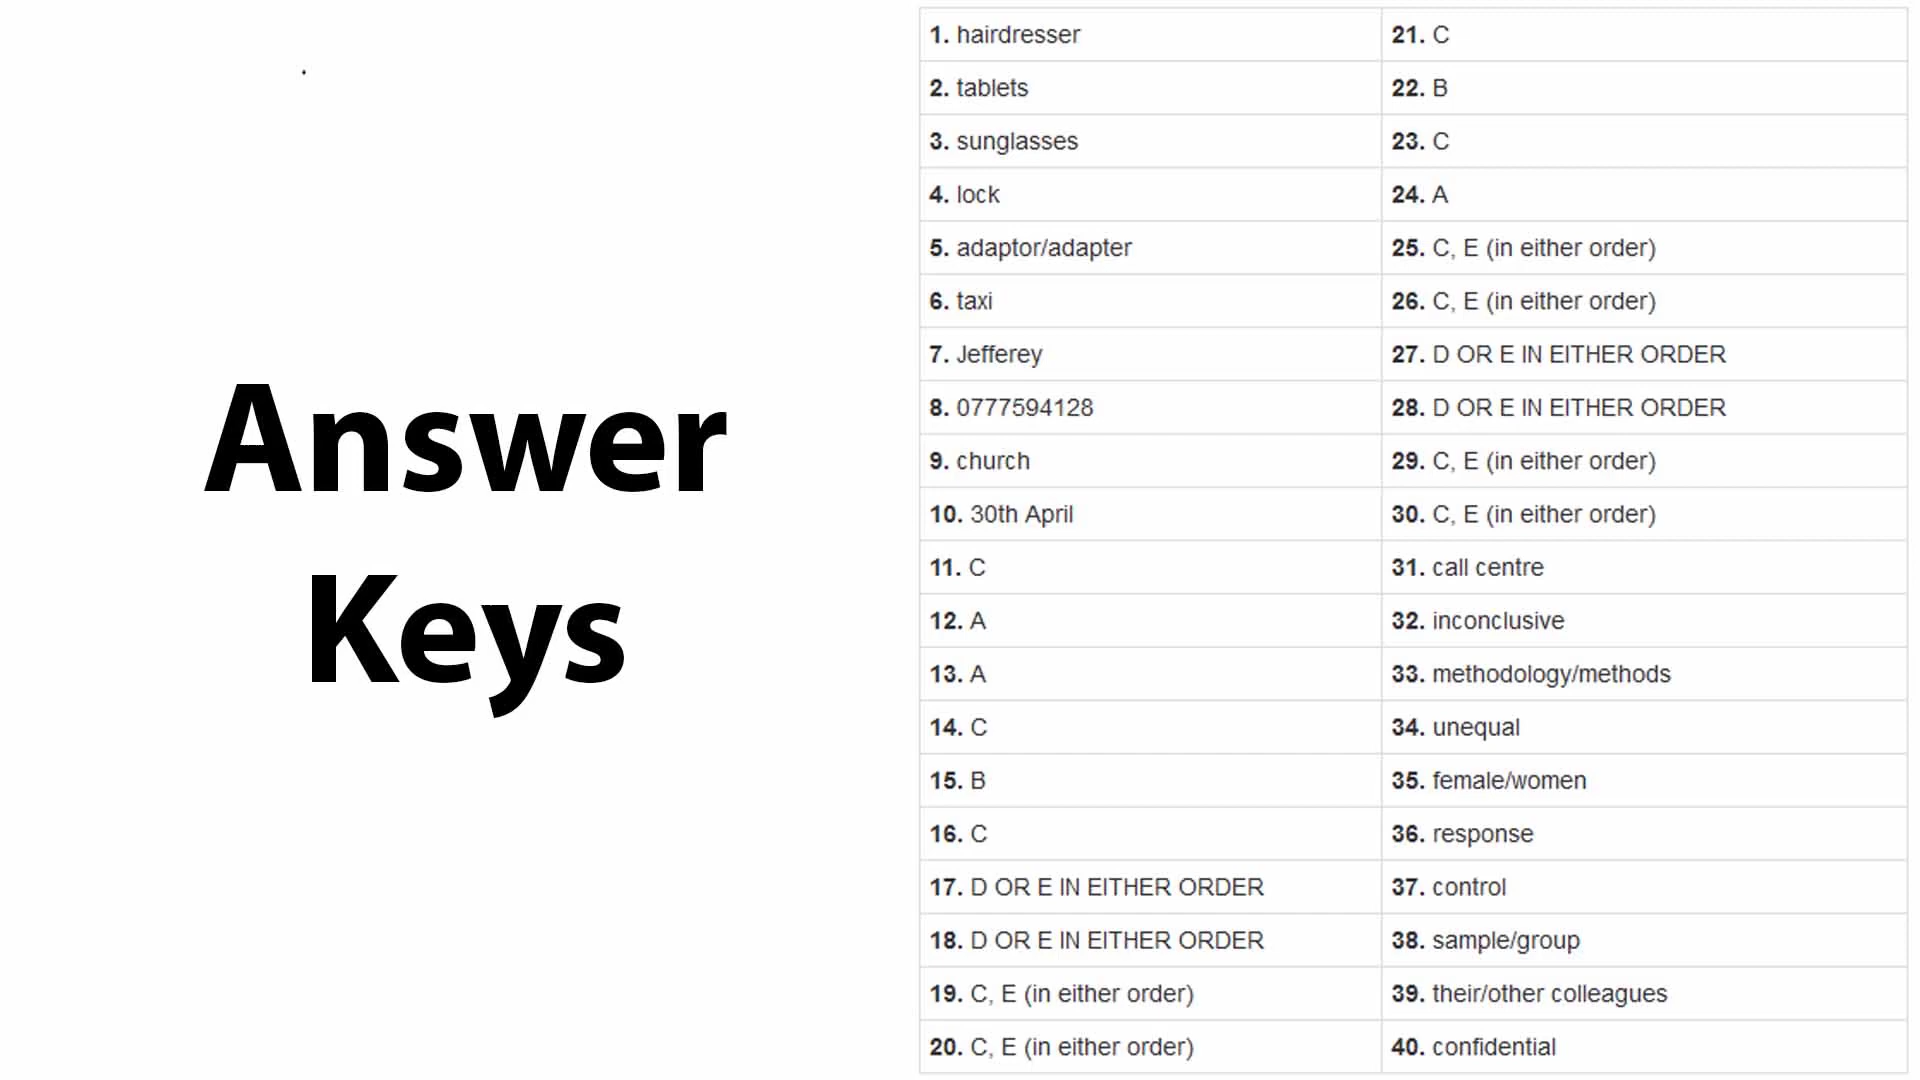 Answer
Keys
1. hairdresser
2. tablets
3. sunglasses
4. lock
5. adaptor/adapter
6. taxi
7. Jefferey
8. 0777594128
9. church
10. 30th April
11. C
12. A
13. A
14. C
15. B
16. C
17. D OR E IN EITHER ORDER
18. D OR E IN EITHER ORDER
19. C, E (in either order)
20. C, E (in either order)
21. C
22. B
23. C
24. A
25. C, E (in either order)
26. C, E (in either order)
27. D OR E IN EITHER ORDER
28. D OR E IN EITHER ORDER
29. C, E (in either order)
30. C, E (in either order)
31. call centre
32. inconclusive
33. methodology/methods
34. unequal
35. female/women
36. response
37. control
38. sample/group
39. their/other colleagues
40. confidential